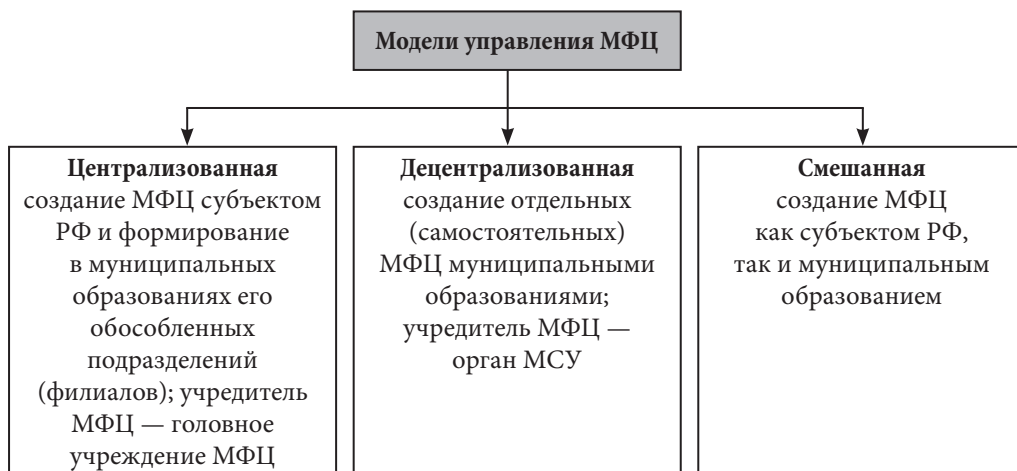 Модели управления МФЦ
Централизованная
создание МФЦ субъектом
РФ и формирование
в муниципальных
образованиях его
обособленных
подразделений
(филиалов); учредитель
МФЦ — головное
учреждение МФЦ
Децентрализованная
создание отдельных
(самостоятельных)
МФЦ муниципальными
образованиями;
учредитель МФЦ —
орган МСУ
Смешанная
создание МФЦ
как субъектом РФ,
так и муниципальным
образованием